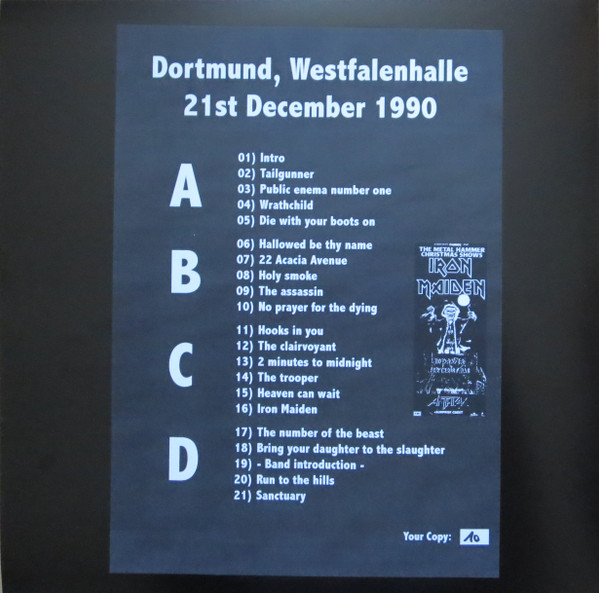 Dortmund, Westfalenhalle
21st December 1990
A
01) Intro
02) Tailgunner
03) Public enema number one
04) Wrathchild
05) Die with your boots on
B
06) Hallowed be thy name
07) 22 Acacia Avenue
08) Holy smoke
09) The assassin
10) No prayer for the dying
C
11) Hooks in you
12) The clairvoyant
13) 2 minutes to midnight
14) The trooper
15) Heaven can wait
16) Iron Maiden
D
17) The number of the beast
18) Bring your daughter to the slaughter
19) - Band introduction -
20) Run to the hills
21) Sanctuary
THE METAL HAMMER
CHRISTMAS SHOWS
IRON
MAIDEN
ANTHRAX
Your Copy: 10